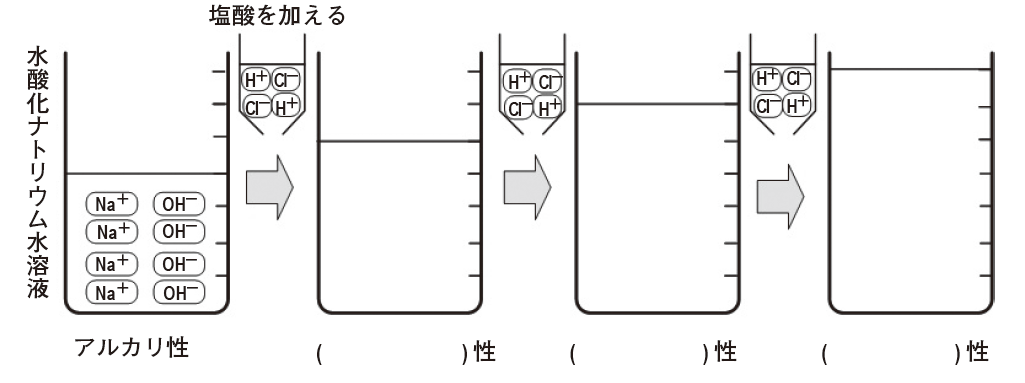 塩酸を加える
水酸化ナトリウム水溶液
H⁺ Cl⁻
Cl⁻ H⁺
H⁺ Cl⁻
Cl⁻ H⁺
H⁺ Cl⁻
Cl⁻ H⁺
Na⁺ OH⁻
Na⁺ OH⁻
Na⁺ OH⁻
Na⁺ OH⁻
アルカリ性
( )性
( )性
( )性